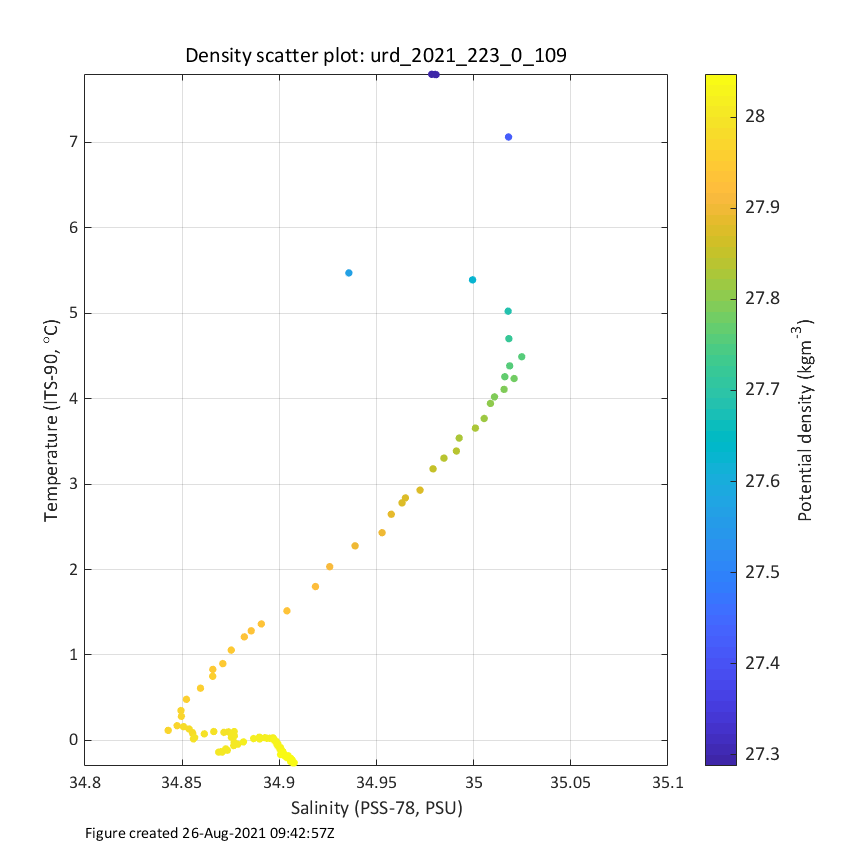 Density scatter plot: urd_2021_223_0_109
7
6
5
4
3
2
1
0
Temperature (ITS-90, °C)
34.8 34.85 34.9 34.95 35 35.05 35.1
Salinity (PSS-78, PSU)
28
27.9
27.8
27.7
27.6
27.5
27.4
27.3
Potential density (kgm-3)
Figure created 26-Aug-2021 09:42:57Z